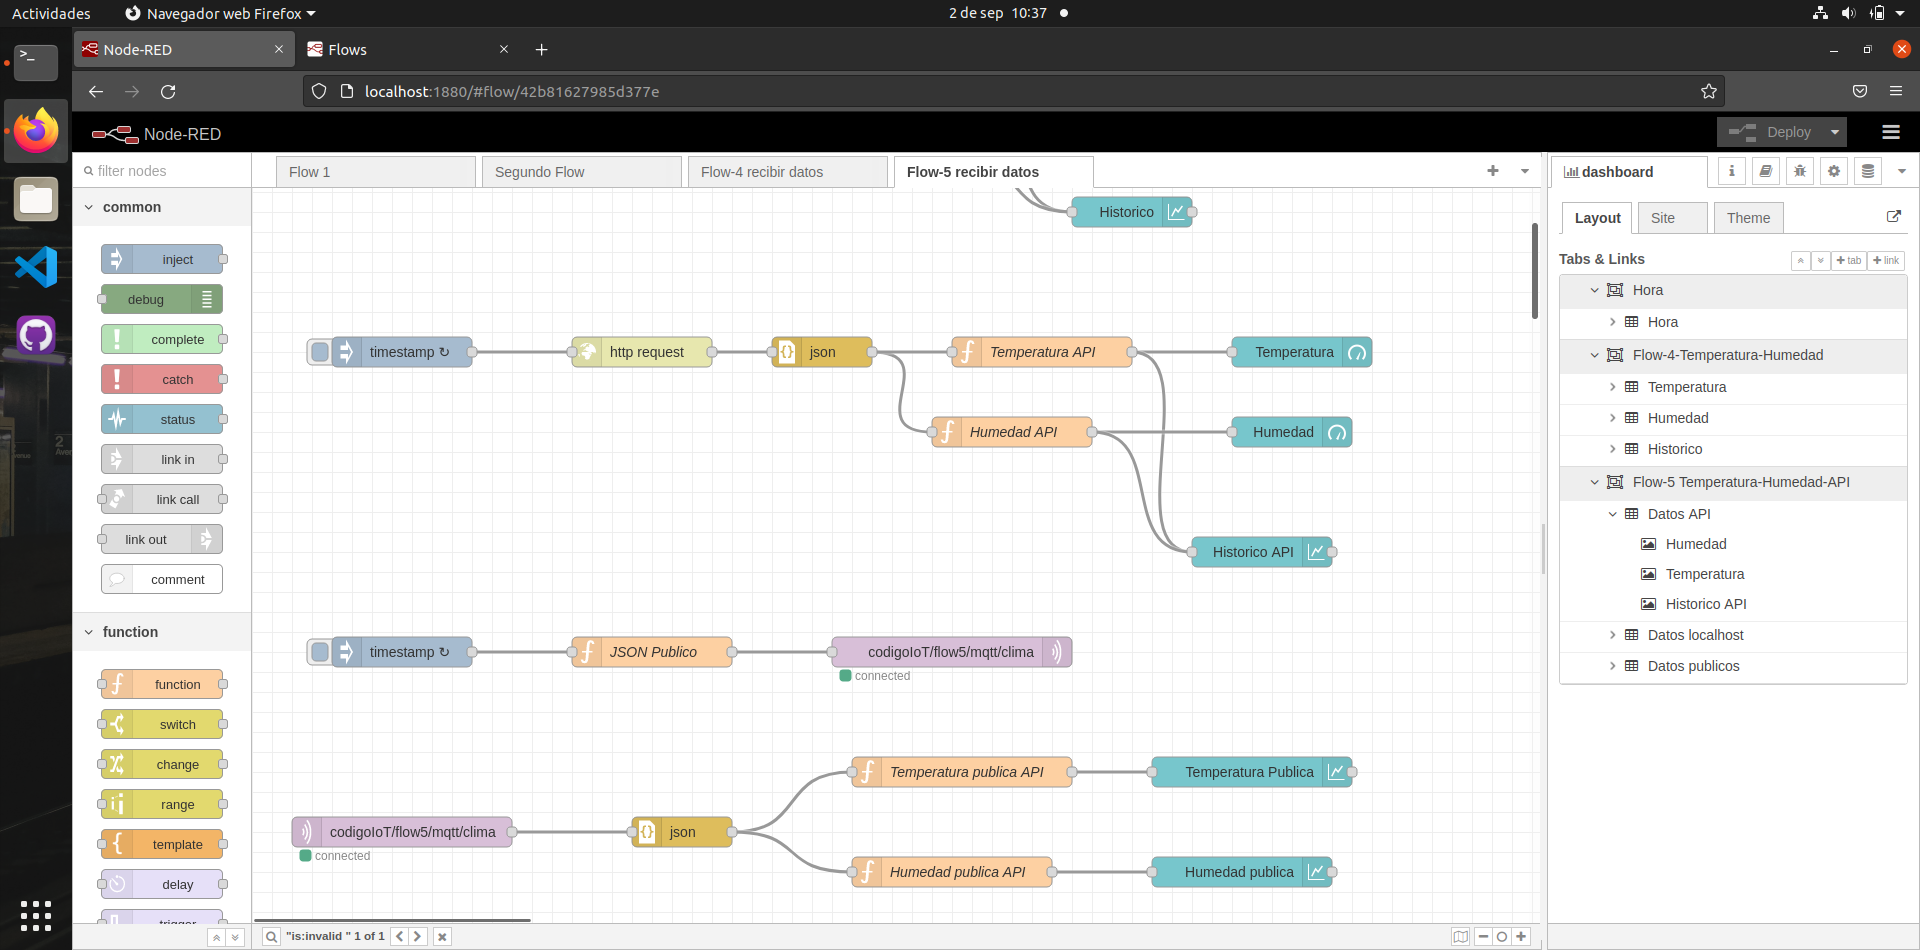 Actividades
Navegador web Firefox
2 de sep 10:37
Node-RED
Flows
localhost:1880/#flow/42b81627985d377e
Node-RED
Deploy
filter nodes
Flow 1
Segundo Flow
Flow-4 recibir datos
Flow-5 recibir datos
dashboard
common
inject
debug
complete
catch
status
link in
link call
link out
comment
function
function
switch
change
range
template
delay
trigger
Historico
timestamp ↻
http request
json
Temperatura API
Temperatura
Humedad API
Humedad
Historico API
timestamp ↻
JSON Publico
codigoIoT/flow5/mqtt/clima
connected
Temperatura publica API
Temperatura Publica
codigoIoT/flow5/mqtt/clima
json
connected
Humedad publica API
Humedad publica
"is:invalid " 1 of 1
Layout
Site
Theme
Tabs & Links
tab
link
Hora
Hora
Flow-4-Temperatura-Humedad
Temperatura
Humedad
Historico
Flow-5 Temperatura-Humedad-API
Datos API
Humedad
Temperatura
Historico API
Datos localhost
Datos publicos